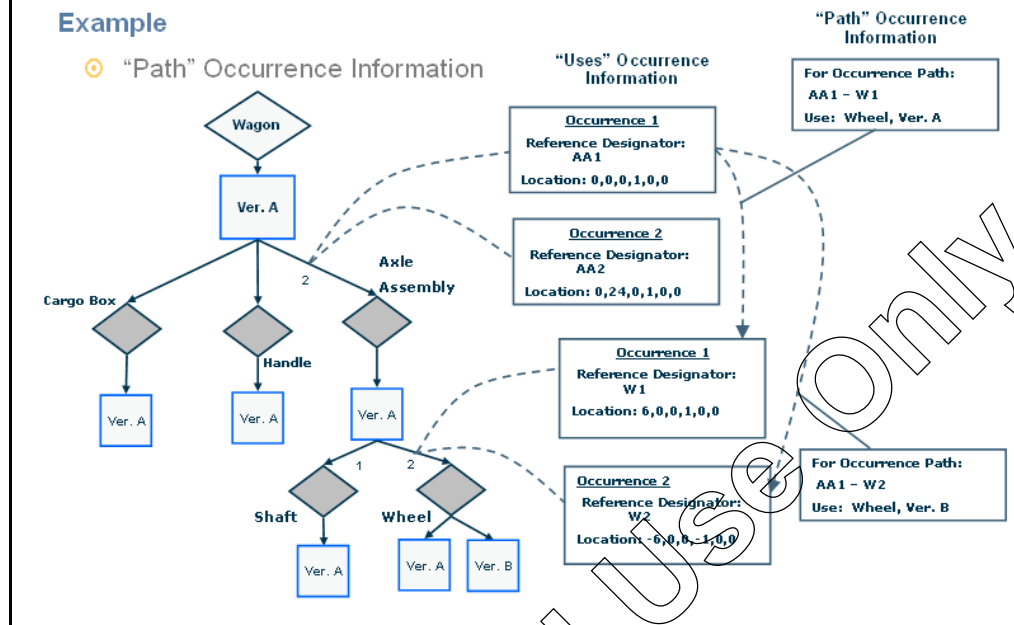 Example
“Path” Occurrence Information
“Uses” Occurrence
Information
“Path” Occurrence
Information
Wagon
Ver. A
2
Axle
Assembly
Cargo Box
Handle
Ver. A
Ver. A
Ver. A
1
2
Shaft
Wheel
Ver. A
Ver. A
Ver. B
Occurrence 1
Reference Designator:
AA1
Location: 0,0,0,1,0,0
Occurrence 2
Reference Designator:
AA2
Location: 0,24,0,1,0,0
Occurrence 1
Reference Designator:
W1
Location: 6,0,0,1,0,0
Occurrence 2
Reference Designator:
W2
Location: -6,0,0,-1,0,0
For Occurrence Path:
AA1 - W1
Use: Wheel, Ver. A
For Occurrence Path:
AA1 - W2
Use: Wheel, Ver. B
Use Only